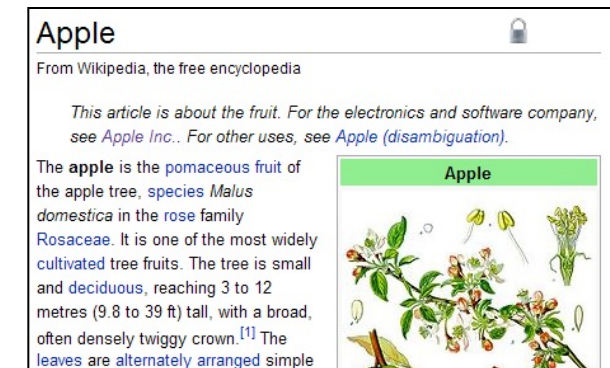 Apple
From Wikipedia, the free encyclopedia
This article is about the fruit. For the electronics and software company,
see Apple Inc.. For other uses, see Apple (disambiguation).
The apple is the pomaceous fruit of
the apple tree, species Malus
domestica in the rose family
Rosaceae. It is one of the most widely
cultivated tree fruits. The tree is small
and deciduous, reaching 3 to 12
metres (9.8 to 39 ft) tall, with a broad,
often densely twiggy crown.[1] The
leaves are alternately arranged simple
Apple